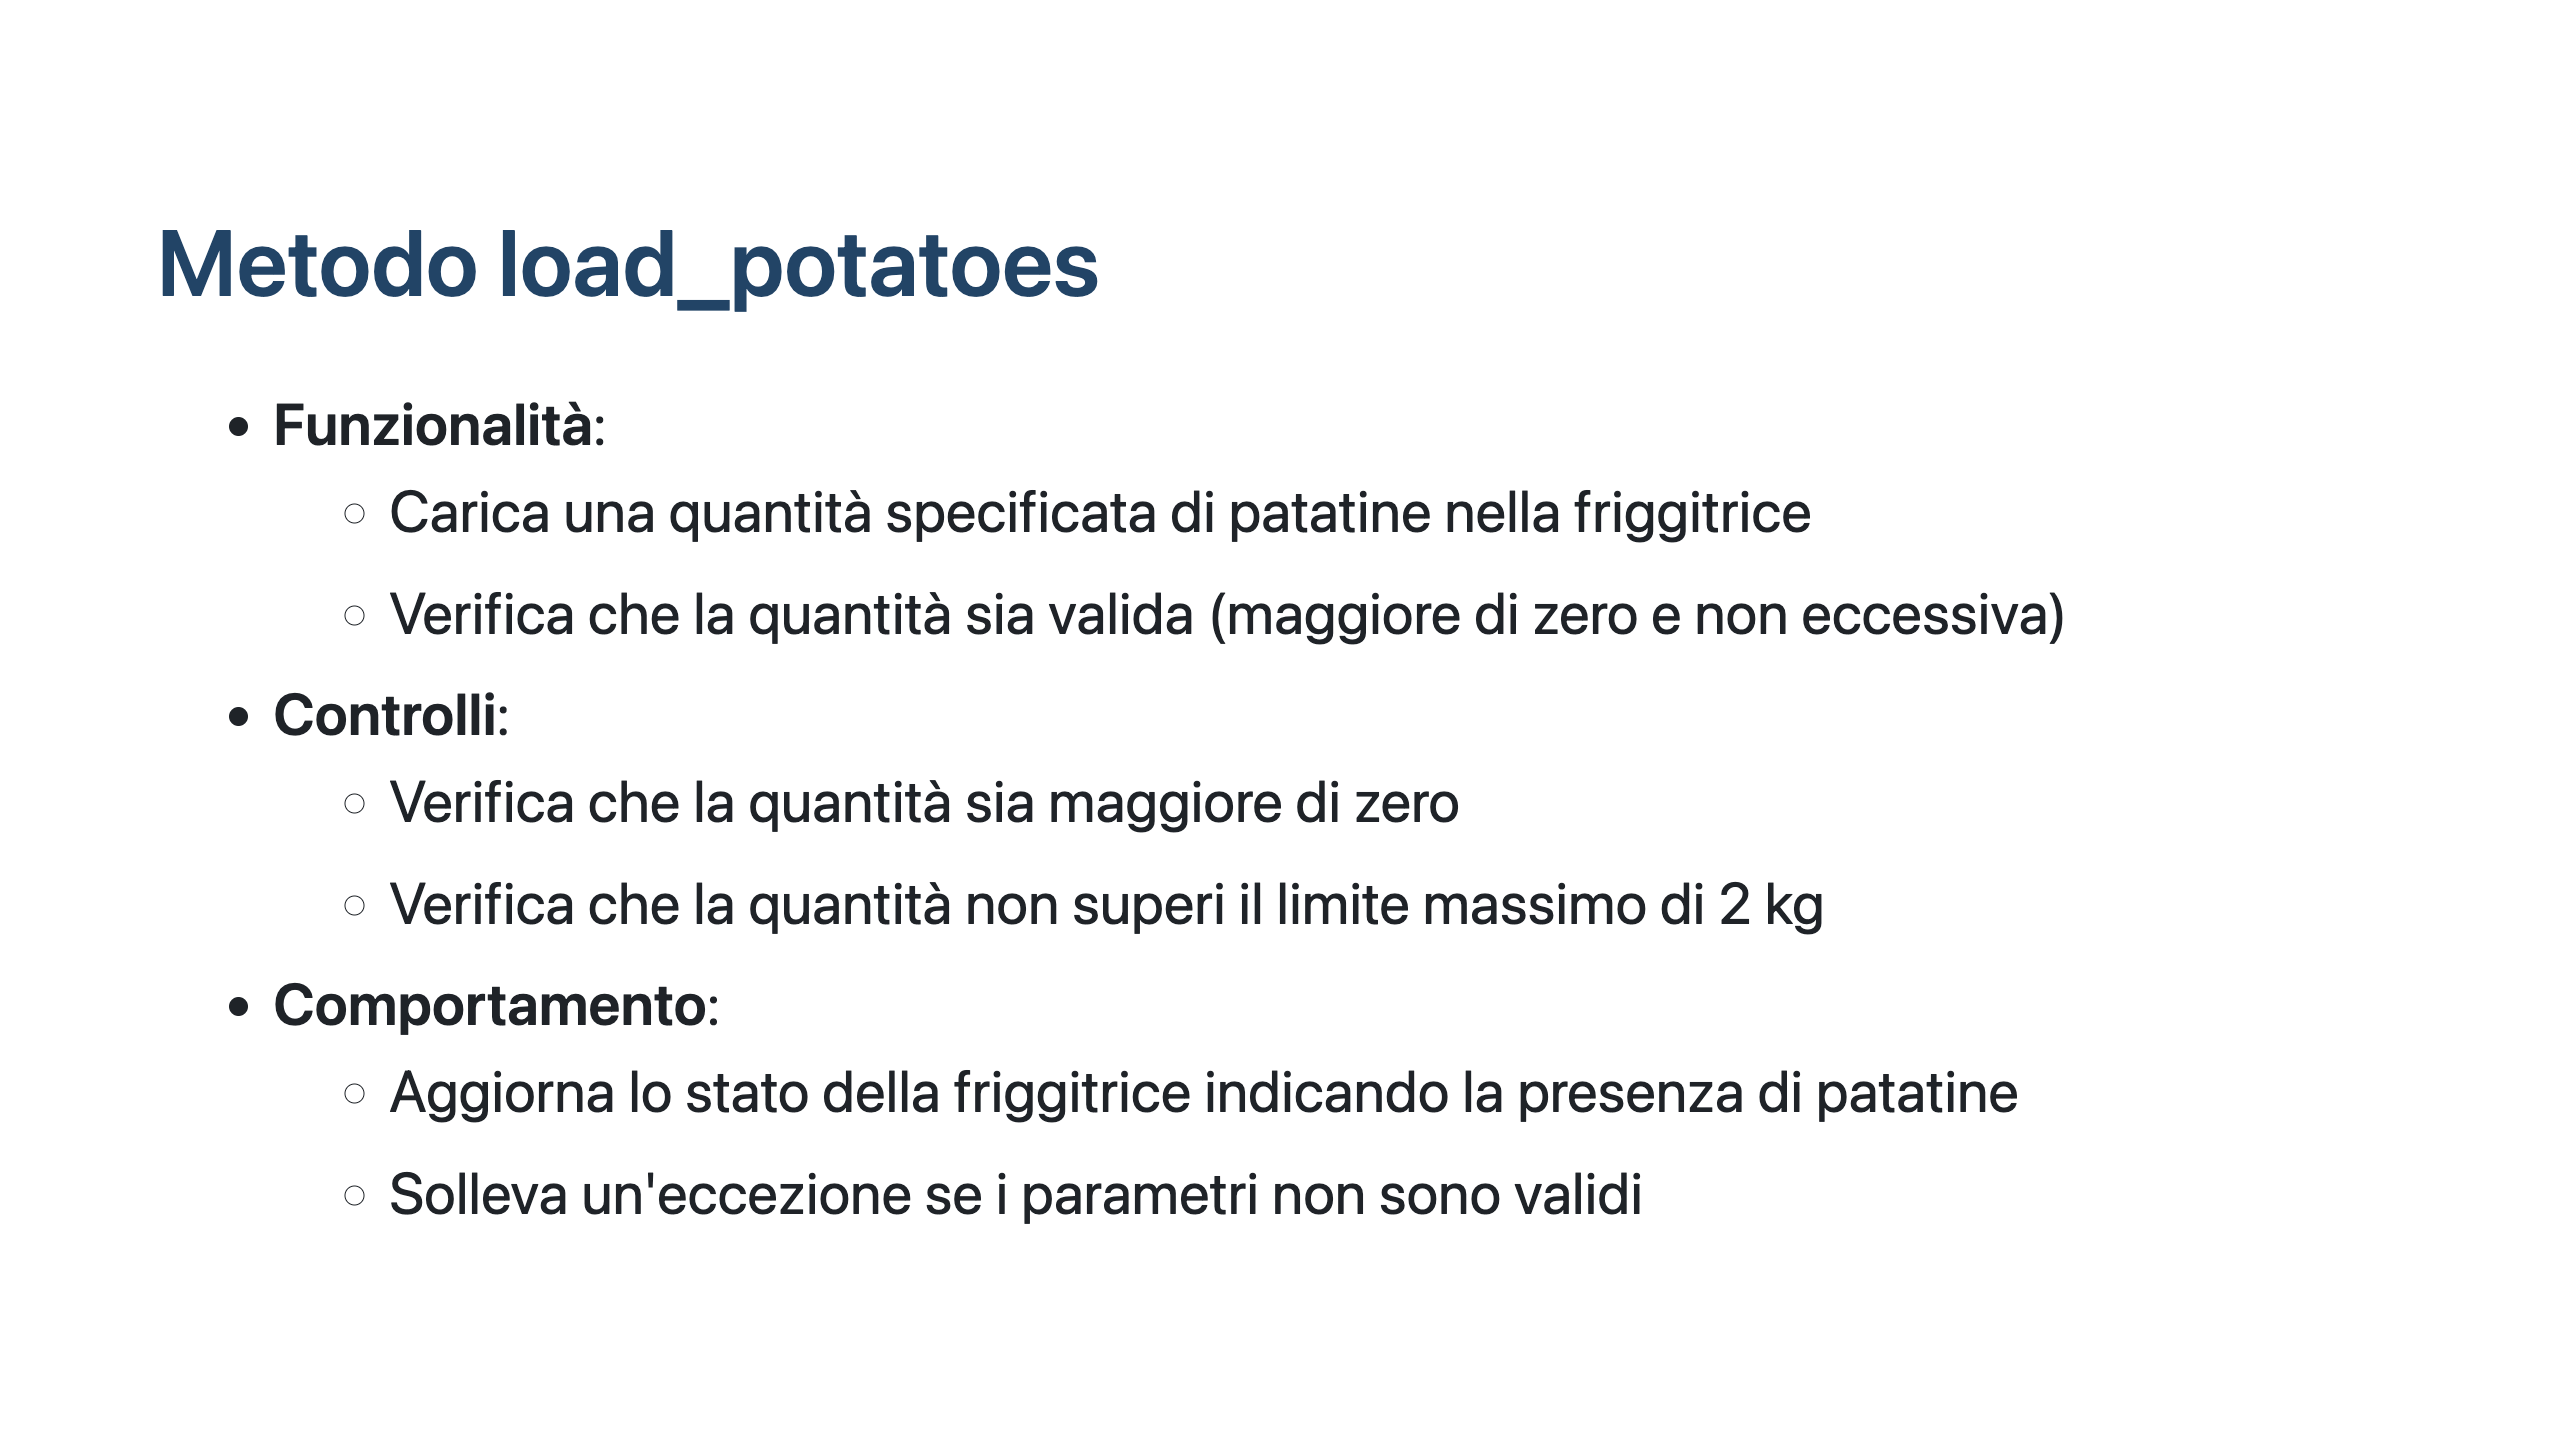 Metodo load_potatoes
• Funzionalità:
○ Carica una quantità specificata di patatine nella friggitrice
○ Verifica che la quantità sia valida (maggiore di zero e non eccessiva)
• Controlli:
○ Verifica che la quantità sia maggiore di zero
○ Verifica che la quantità non superi il limite massimo di 2 kg
• Comportamento:
○ Aggiorna lo stato della friggitrice indicando la presenza di patatine
○ Solleva un'eccezione se i parametri non sono validi